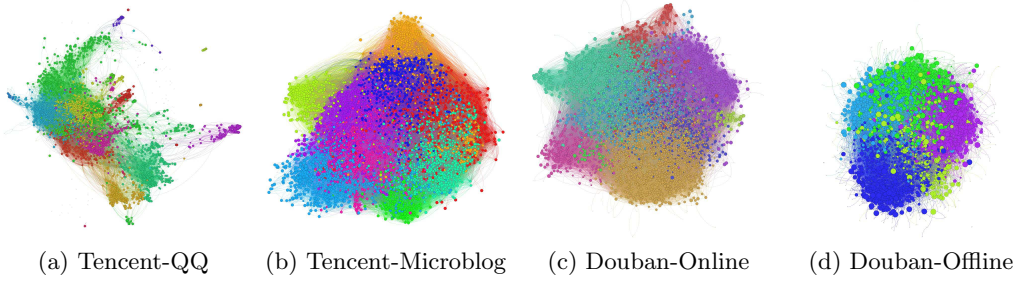 (a) Tencent-QQ
(b) Tencent-Microblog
(c) Douban-Online
(d) Douban-Offline